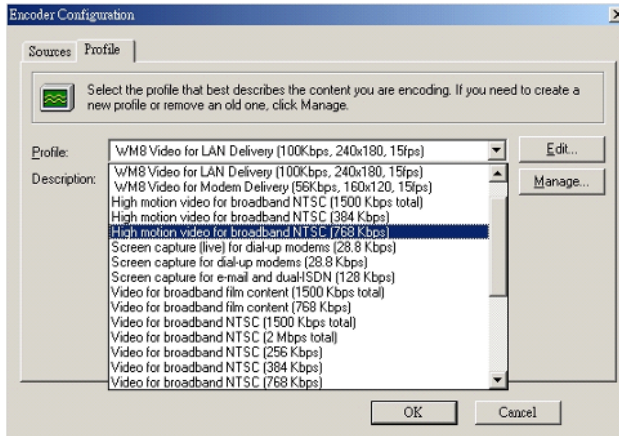 Encoder Configuration
Sources Profile
Select the profile that best describes the content you are encoding. If you need to create a
new profile or remove an old one, click Manage.
Profile: WM8 Video for LAN Delivery (100Kbps, 240x180, 15fps) Edit...
Description: WM8 Video for LAN Delivery (100Kbps, 240x180, 15fps) Manage...
WM8 Video for Modem Delivery (56Kbps, 160x120, 15fps)
High motion video for broadband NTSC (1500 Kbps total)
High motion video for broadband NTSC (384 Kbps)
High motion video for broadband NTSC (768 Kbps)
Screen capture (live) for dial-up modems (28.8 Kbps)
Screen capture for dial-up modems (28.8 Kbps)
Screen capture for e-mail and dual-ISDN (128 Kbps)
Video for broadband film content (1500 Kbps total)
Video for broadband film content (768 Kbps)
Video for broadband NTSC (1500 Kbps total)
Video for broadband NTSC (2 Mbps total)
Video for broadband NTSC (256 Kbps)
Video for broadband NTSC (384 Kbps)
Video for broadband NTSC (768 Kbps)
OK Cancel